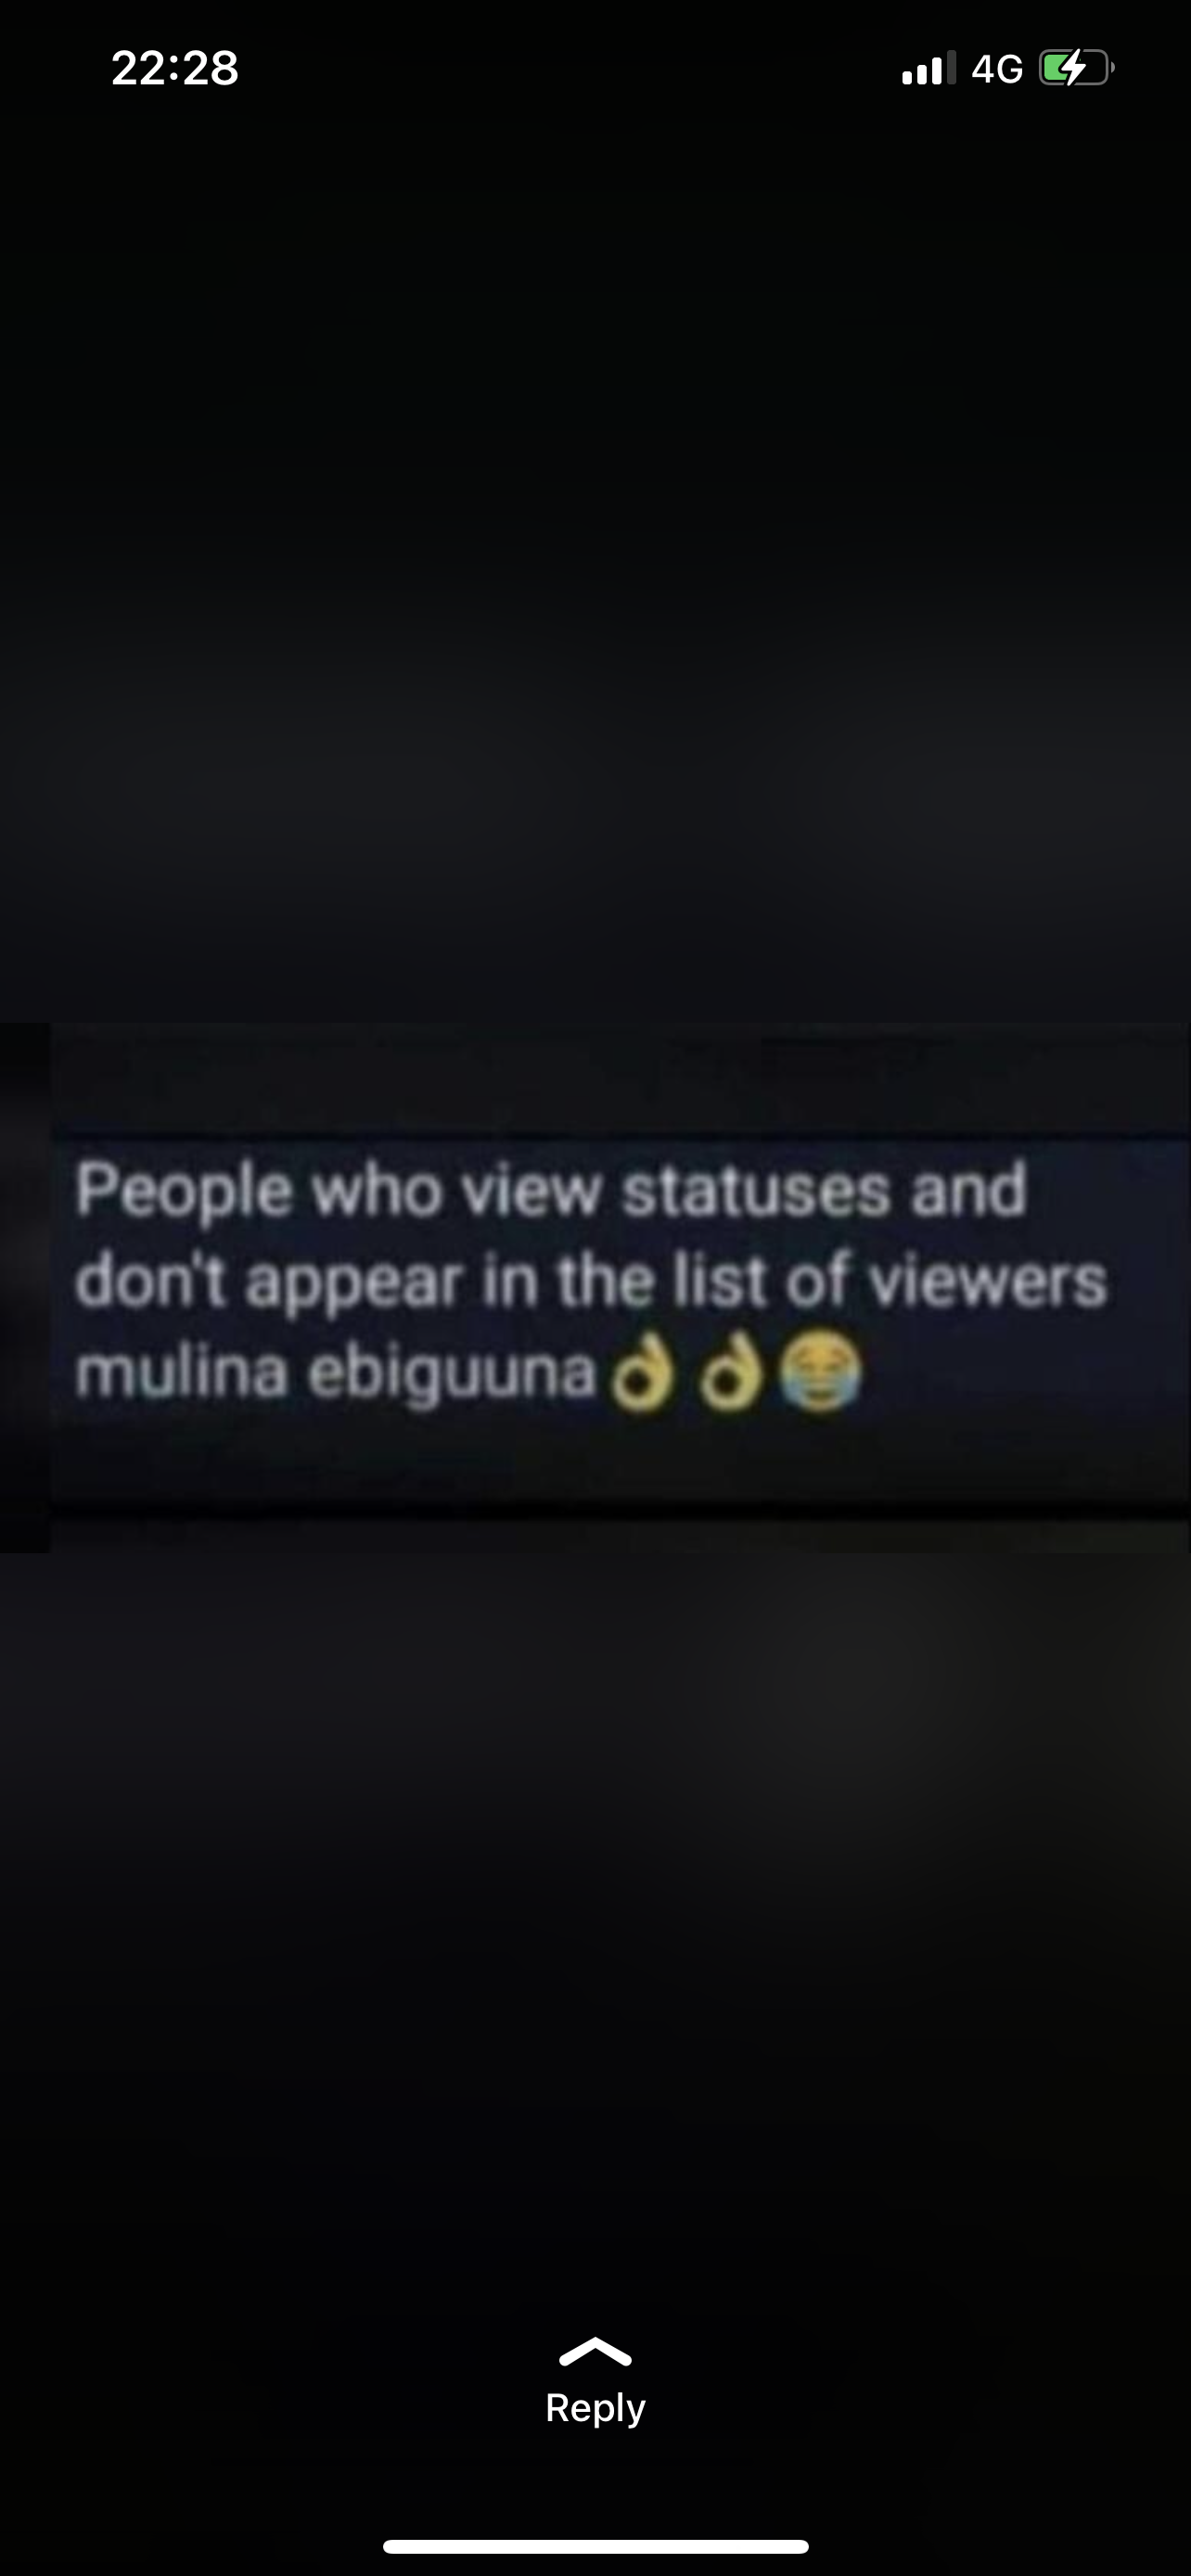 22:28
4G
People who view statuses and
don't appear in the list of viewers
mulina ebiguuna👌👌😂
Reply